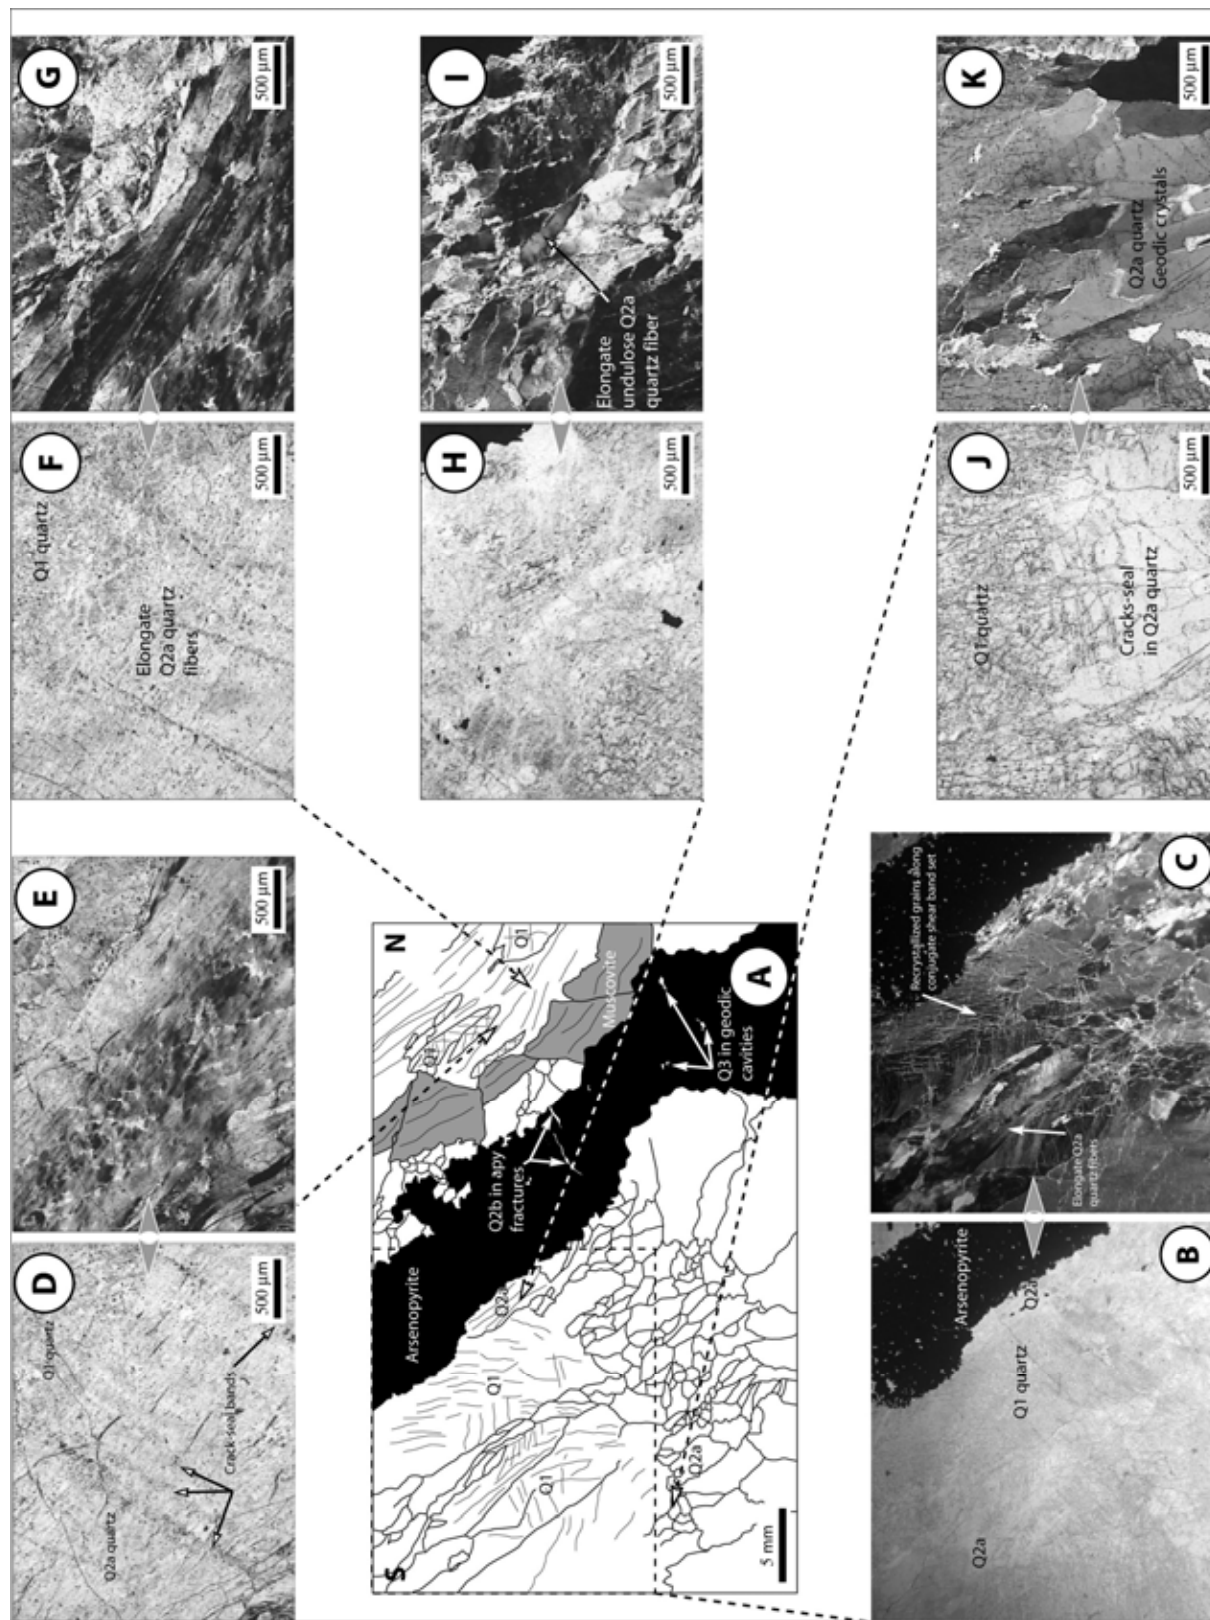 D
Q1 quartz
Q2a quartz
Crack-seal bands
500 µm
E
500 µm
F
Q1 quartz
Elongate
Q2a quartz
fibers
500 µm
G
500 µm
S
N
Arsenopyrite
Q2a
Q1
Q1
Q2a
Q2b in apy
fractures
Q1
Q1
Muscovite
Q3 in geodic
cavities
5 mm
A
H
500 µm
I
Elongate
undulose Q2a
quartz fiber
500 µm
B
Arsenopyrite
Q2a
Q1 quartz
Q2a
C
Recrystallized grains along
conjugate shear band set
Elongate Q2a
quartz fibers
J
Q1 quartz
Cracks-seal
in Q2a quartz
500 µm
K
Q2a quartz
Geodic crystals
500 µm